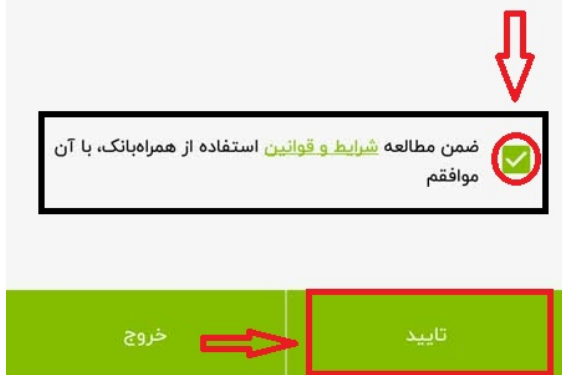 ضمن مطالعه شرایط و قوانین استفاده از همراه‌بانک، با آن
موافقم
تایید
خروج